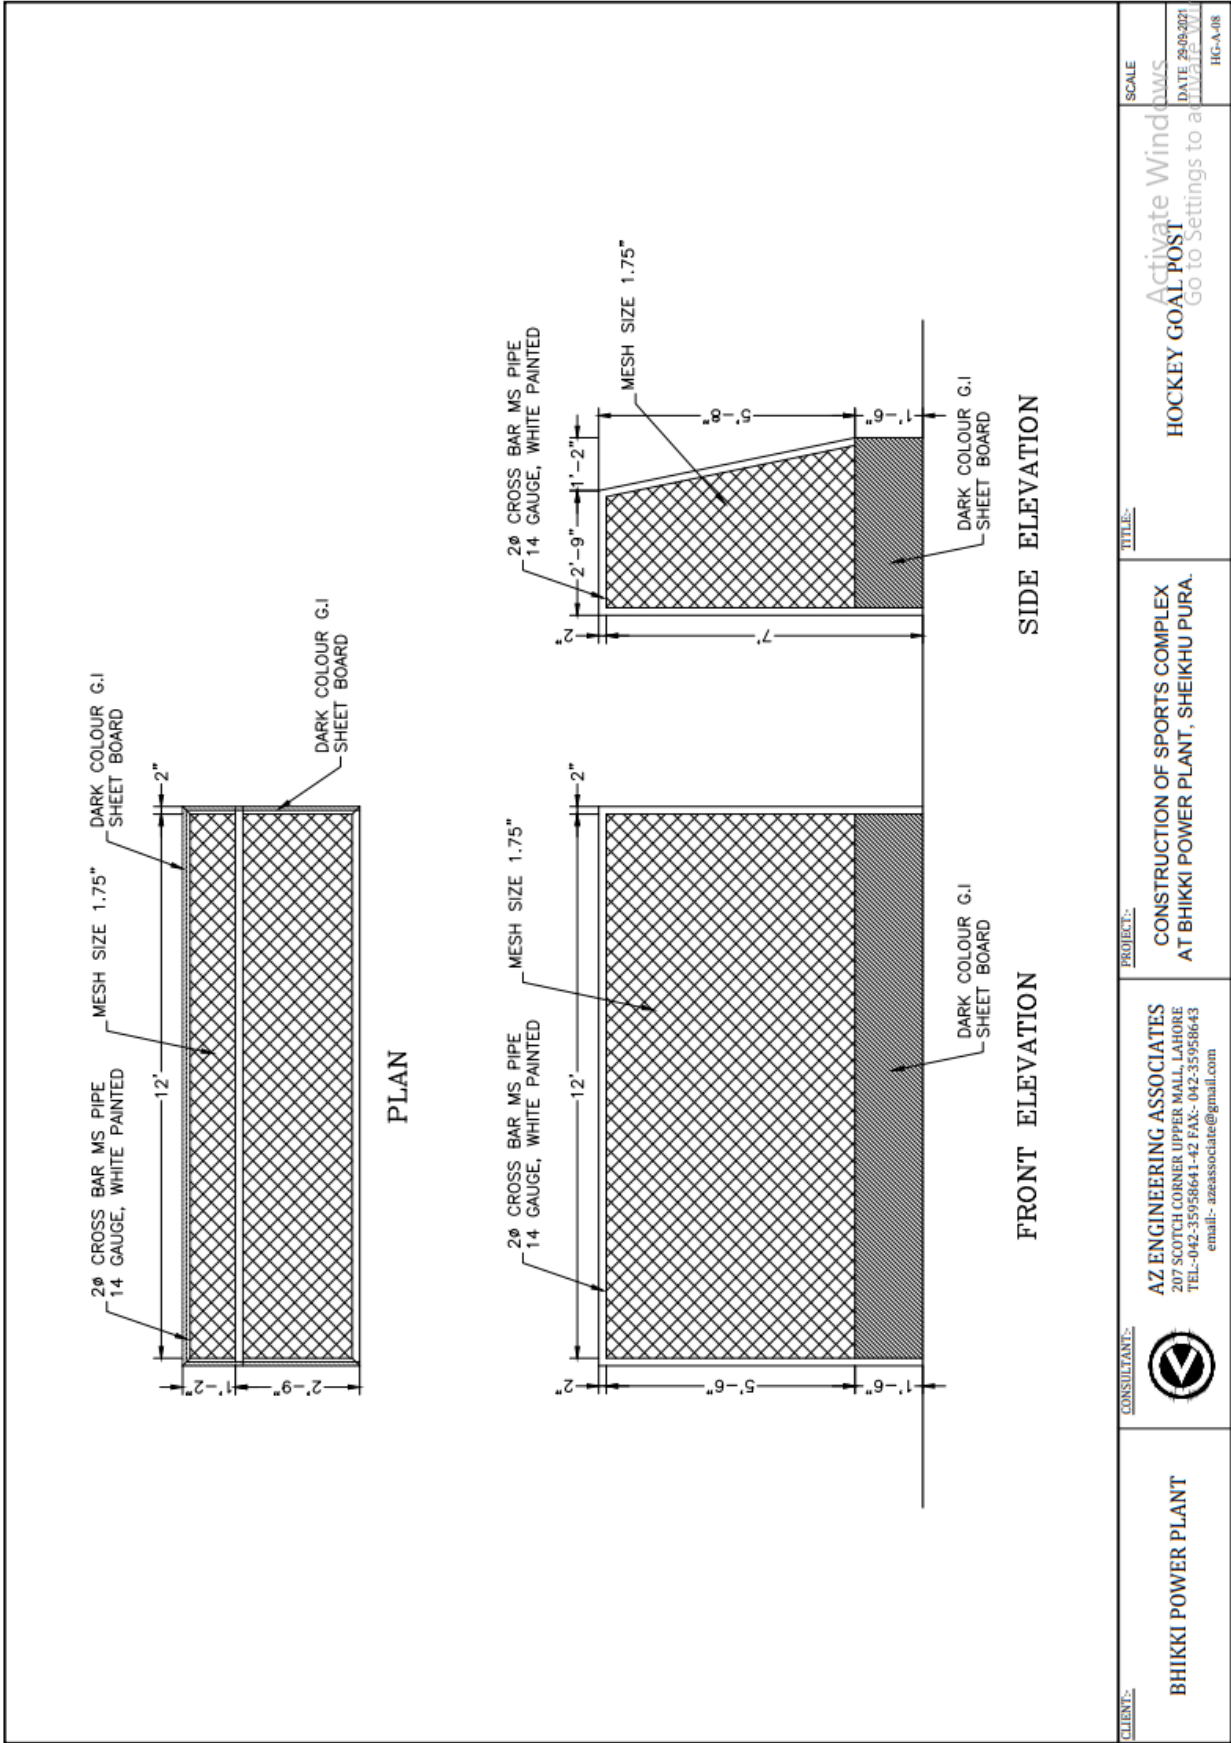 2ø CROSS BAR MS PIPE
14 GAUGE, WHITE PAINTED
MESH SIZE 1.75"
DARK COLOUR G.I
SHEET BOARD
12'
2"
1'-2"
2'-9"
DARK COLOUR G.I
SHEET BOARD
PLAN
2ø CROSS BAR MS PIPE
14 GAUGE, WHITE PAINTED
MESH SIZE 1.75"
12'
2"
2"
5'-6"
1'-6"
DARK COLOUR G.I
SHEET BOARD
FRONT ELEVATION
2ø CROSS BAR MS PIPE
14 GAUGE, WHITE PAINTED
MESH SIZE 1.75"
2'-9"
1'-2"
2"
7'
5'-8"
1'-6"
DARK COLOUR G.I
SHEET BOARD
SIDE ELEVATION
CLIENT:-
BHIKKI POWER PLANT
CONSULTANT:-
AZ ENGINEERING ASSOCIATES
207 SCOTCH CORNER UPPER MALL, LAHORE
TEL:-042-35958641-42 FAX:- 042-35958643
email:- azeassociate@gmail.com
PROJECT:-
CONSTRUCTION OF SPORTS COMPLEX
AT BHIKKI POWER PLANT, SHEIKHU PURA.
TITLE:-
HOCKEY GOAL POST
SCALE
DATE 29-09-2021
HG-A-08
Activate Windows
Go to Settings to activate Wi